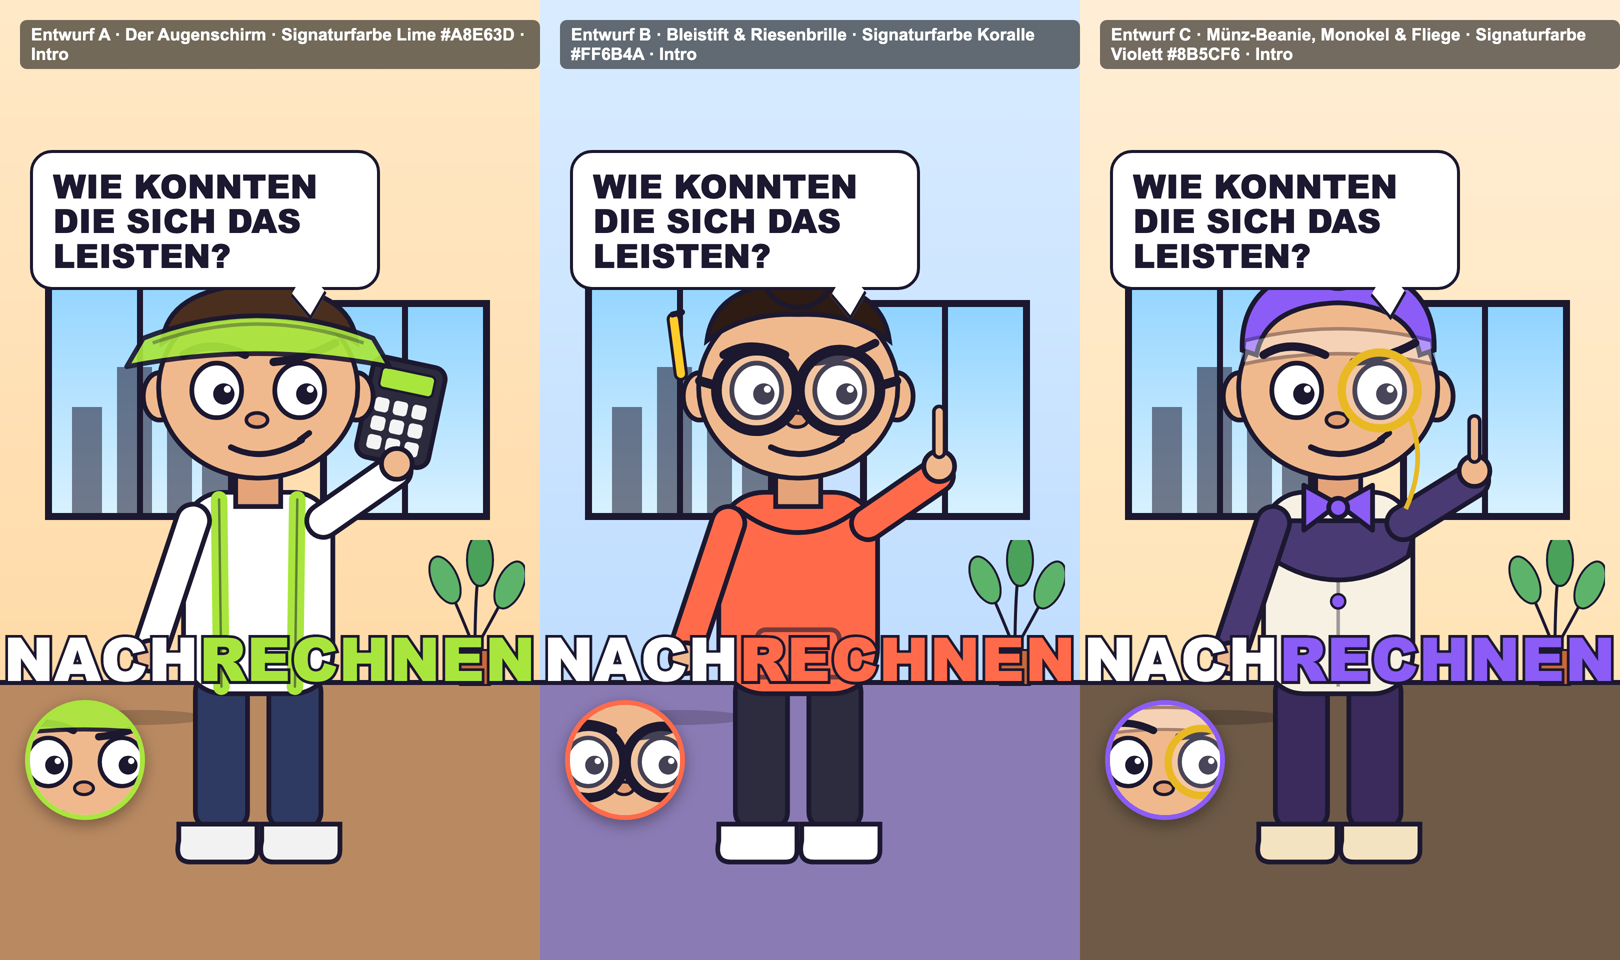 Entwurf A · Der Augenschirm · Signaturfarbe Lime #A8E63D ·
Intro
WIE KONNTEN
DIE SICH DAS
LEISTEN?
NACHRECHNEN
Entwurf B · Bleistift & Riesenbrille · Signaturfarbe Koralle
#FF6B4A · Intro
WIE KONNTEN
DIE SICH DAS
LEISTEN?
NACHRECHNEN
Entwurf C · Münz-Beanie, Monokel & Fliege · Signaturfarbe
Violett #8B5CF6 · Intro
WIE KONNTEN
DIE SICH DAS
LEISTEN?
NACHRECHNEN